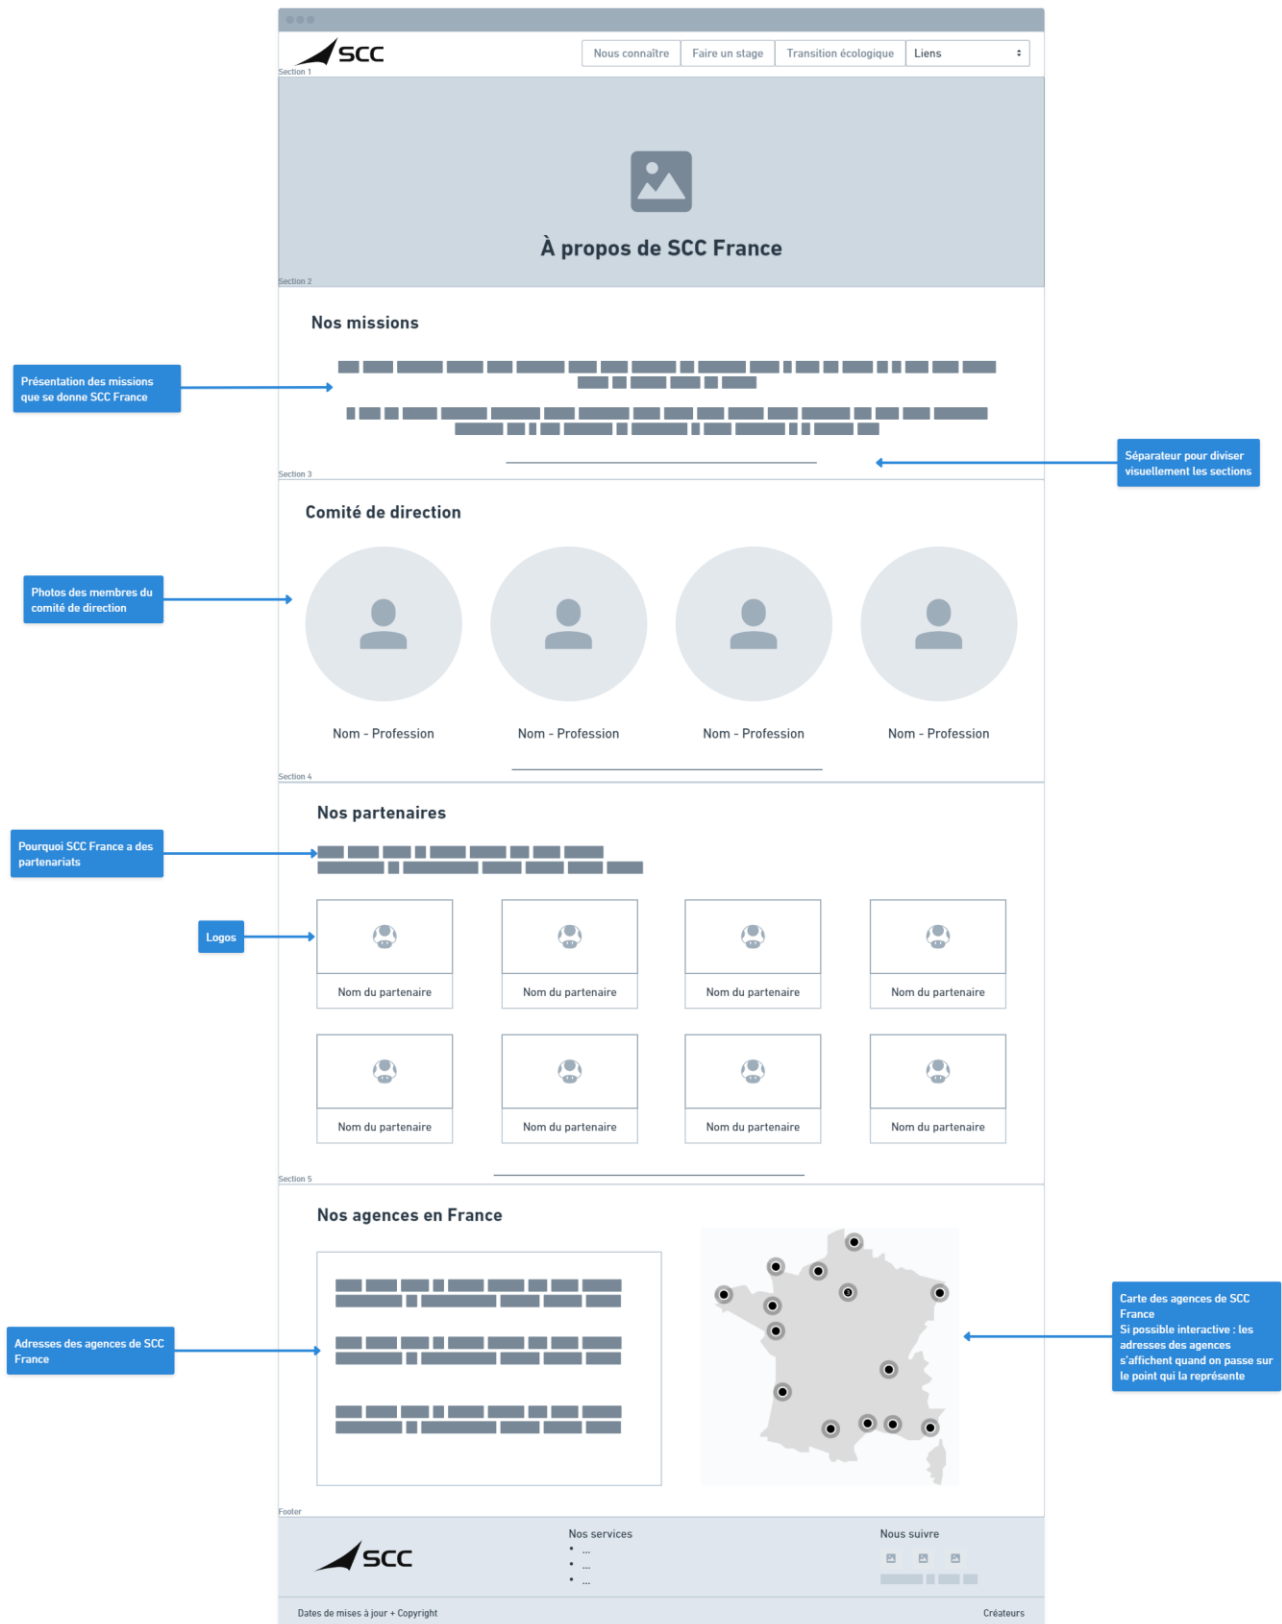 SCC
Nous connaître
Faire un stage
Transition écologique
Liens
Section 1
À propos de SCC France
Section 2
Nos missions
Présentation des missions
que se donne SCC France
Séparateur pour diviser
visuellement les sections
Section 3
Comité de direction
Photos des membres du
comité de direction
Nom - Profession
Nom - Profession
Nom - Profession
Nom - Profession
Section 4
Nos partenaires
Pourquoi SCC France a des
partenariats
Logos
Nom du partenaire
Nom du partenaire
Nom du partenaire
Nom du partenaire
Nom du partenaire
Nom du partenaire
Nom du partenaire
Nom du partenaire
Section 5
Nos agences en France
Adresses des agences de SCC
France
Carte des agences de SCC
France
Si possible interactive : les
adresses des agences
s'affichent quand on passe sur
le point qui la représente
Footer
SCC
Nos services
• ...
• ...
• ...
Nous suivre
Dates de mises à jour + Copyright
Créateurs